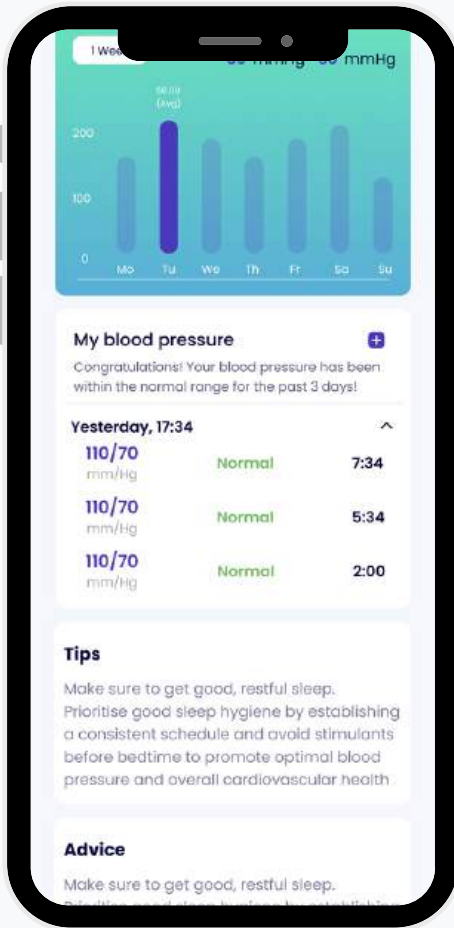 1 Wee
mmHg mmHg
(Avg)
200
100
0
Mo Tu We Th Fr Sa Su
My blood pressure
Congratulations! Your blood pressure has been
within the normal range for the past 3 days!
Yesterday, 17:34
110/70 Normal 7:34
mm/Hg
110/70 Normal 5:34
mm/Hg
110/70 Normal 2:00
mm/Hg
Tips
Make sure to get good, restful sleep.
Prioritise good sleep hygiene by establishing
a consistent schedule and avoid stimulants
before bedtime to promote optimal blood
pressure and overall cardiovascular health
Advice
Make sure to get good, restful sleep.